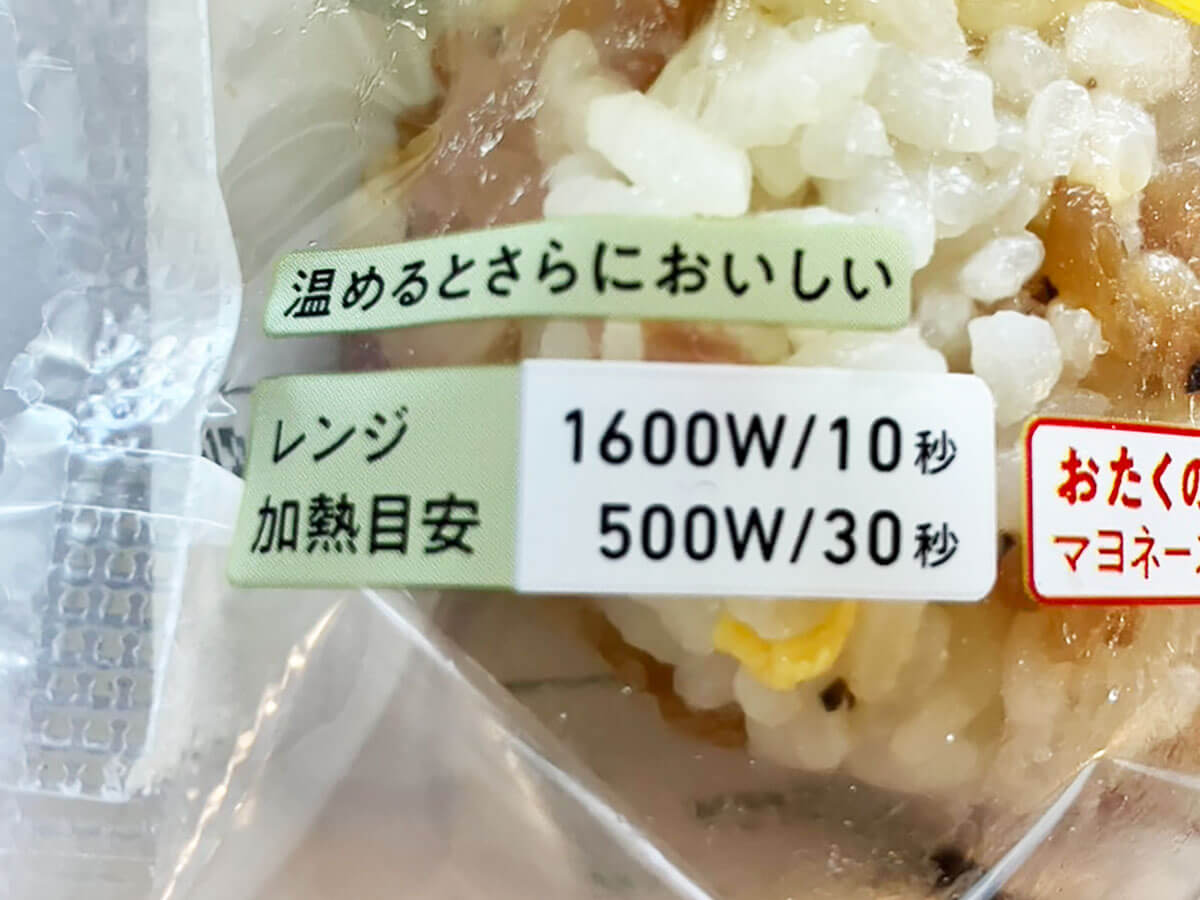 温めるとさらにおいしい
レンジ
加熱目安
1600W/10秒
500W/30秒
おたくの
マヨネー